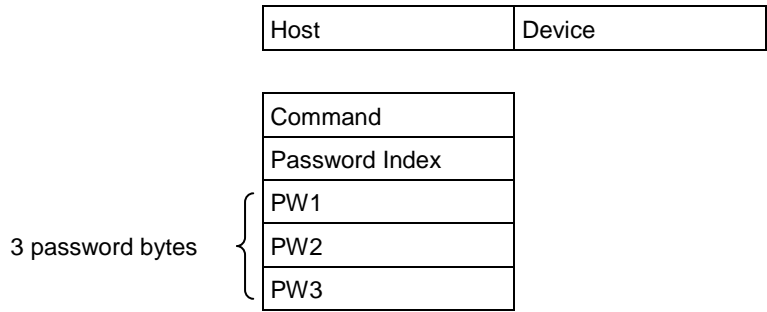 Host Device
Command
Password Index
PW1
3 password bytes PW2
PW3